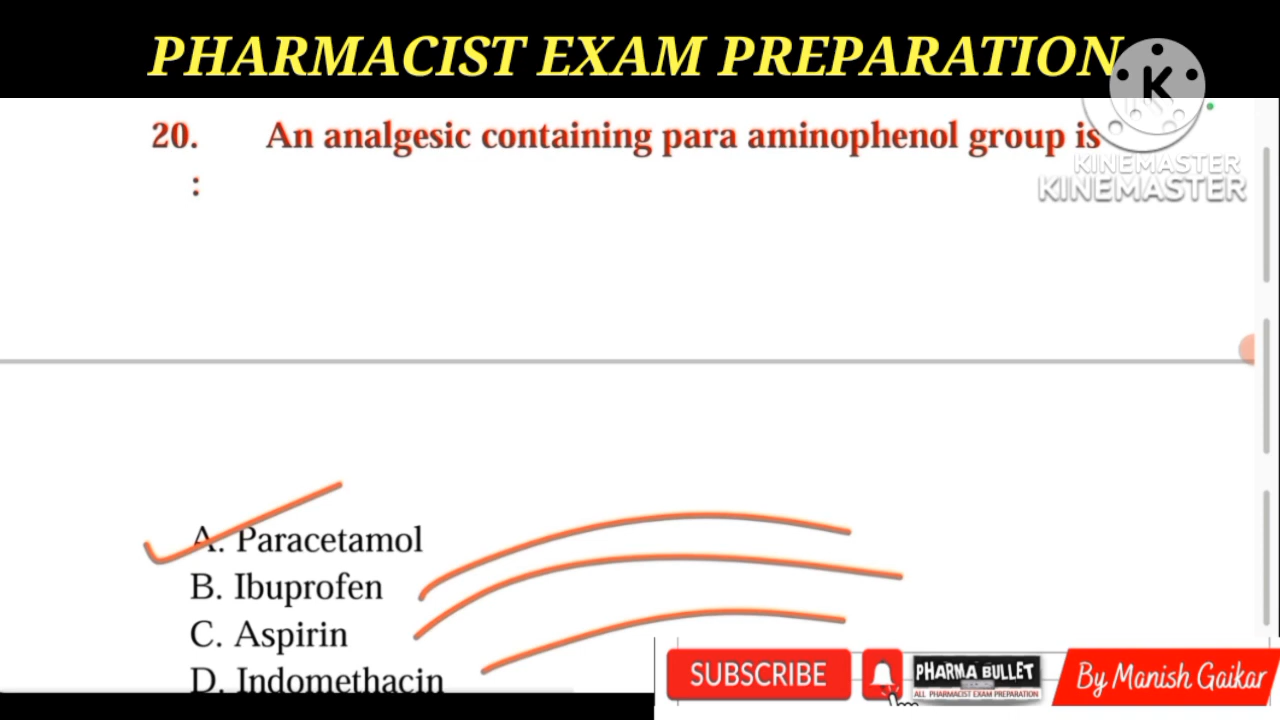 PHARMACIST EXAM PREPARATION
K
20. An analgesic containing para aminophenol group is
:
KINEMASTER
KINEMASTER
A. Paracetamol
B. Ibuprofen
C. Aspirin
D. Indomethacin
SUBSCRIBE
PHARMA BULLET
ALL PHARMACIST EXAM PREPARATION
By Manish Gaikar